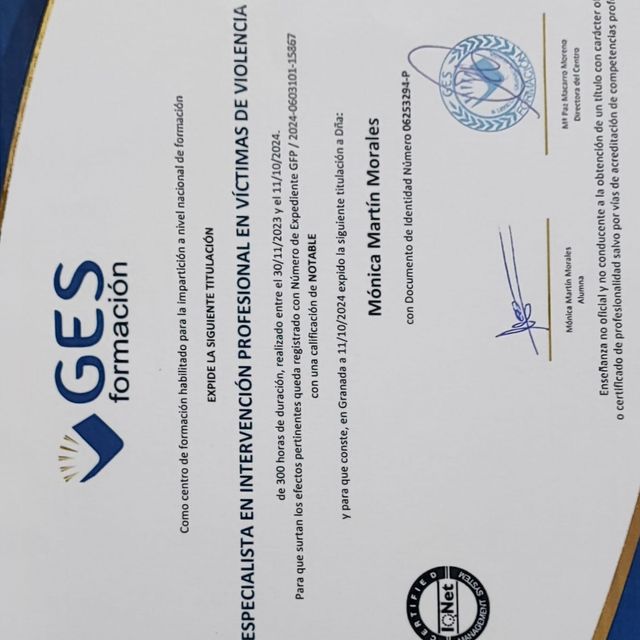 GES
formación
Como centro de formación habilitado para la impartición a nivel nacional de formación
EXPIDE LA SIGUIENTE TITULACIÓN
ESPECIALISTA EN INTERVENCIÓN PROFESIONAL EN VÍCTIMAS DE VIOLENCIA
de 300 horas de duración, realizado entre el 30/11/2023 y el 11/10/2024.
Para que surtan los efectos pertinentes queda registrado con Número de Expediente GFP / 2024-0603101-15867
con una calificación de NOTABLE
y para que conste, en Granada a 11/10/2024 expido la siguiente titulación a Dña:
Mónica Martín Morales
con Documento de Identidad Número 06253294-P
GES
FORMACIÓN
Mónica Martín Morales
Alumna
Mª Paz Macarro Moreno
Directora del Centro
CERTIFIED
IQNet
MANAGEMENT SYSTEM
Enseñanza no oficial y no conducente a la obtención de un título con carácter
o certificado de profesionalidad salvo por vías de acreditación de competencias